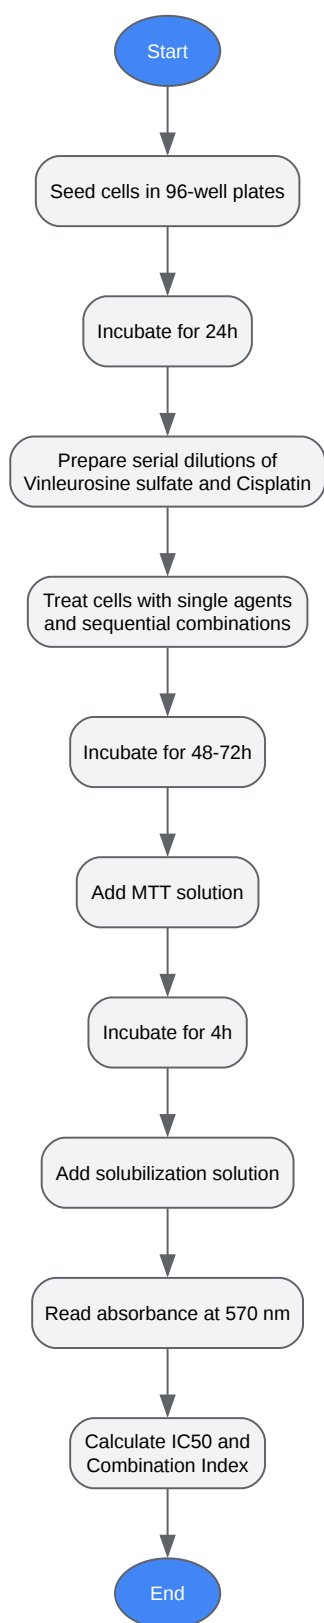 Start
Seed cells in 96-well plates
Incubate for 24h
Prepare serial dilutions of
Vinleurosine sulfate and Cisplatin
Treat cells with single agents
and sequential combinations
Incubate for 48-72h
Add MTT solution
Incubate for 4h
Add solubilization solution
Read absorbance at 570 nm
Calculate IC50 and
Combination Index
End